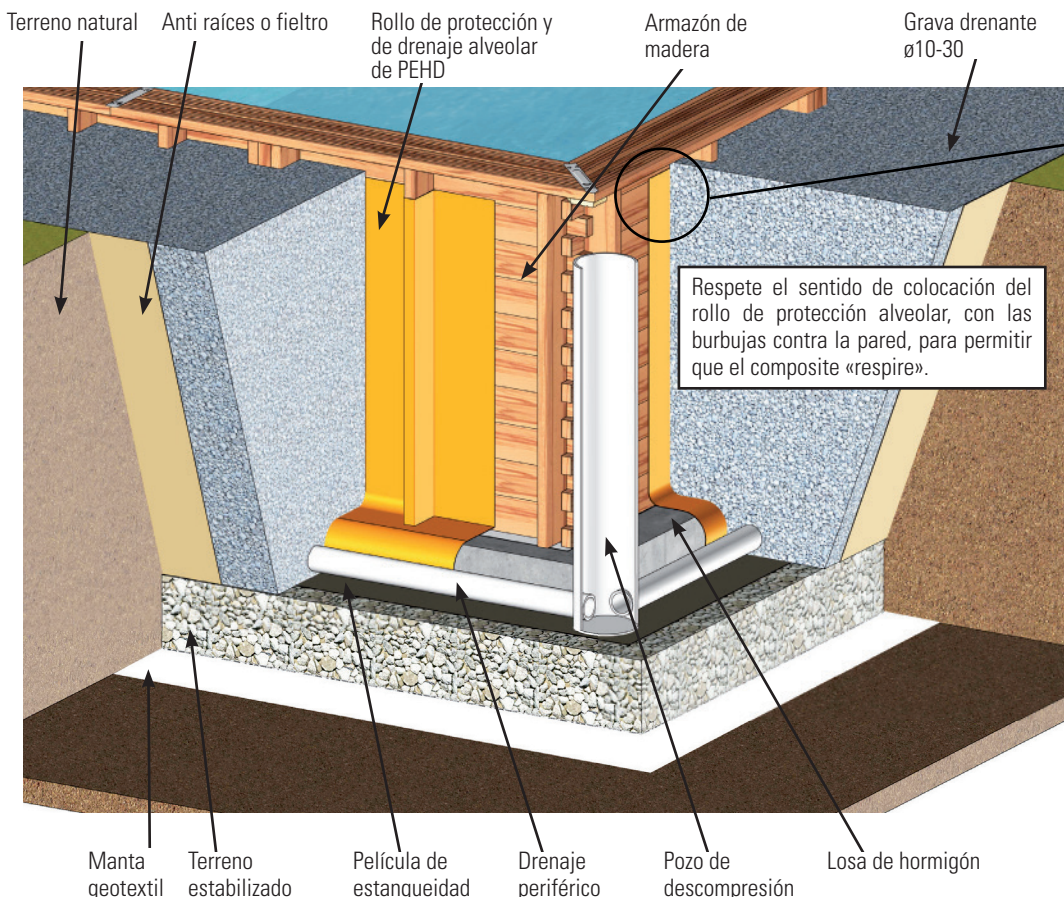 Terreno natural
Anti raíces o fieltro
Rollo de protección y
de drenaje alveolar
de PEHD
Armazón de
madera
Grava drenante
ø10-30
Respete el sentido de colocación del
rollo de protección alveolar, con las
burbujas contra la pared, para permitir
que el composite «respire».
Manta
geotextil
Terreno
estabilizado
Película de
estanqueidad
Drenaje
periférico
Pozo de
descompresión
Losa de hormigón